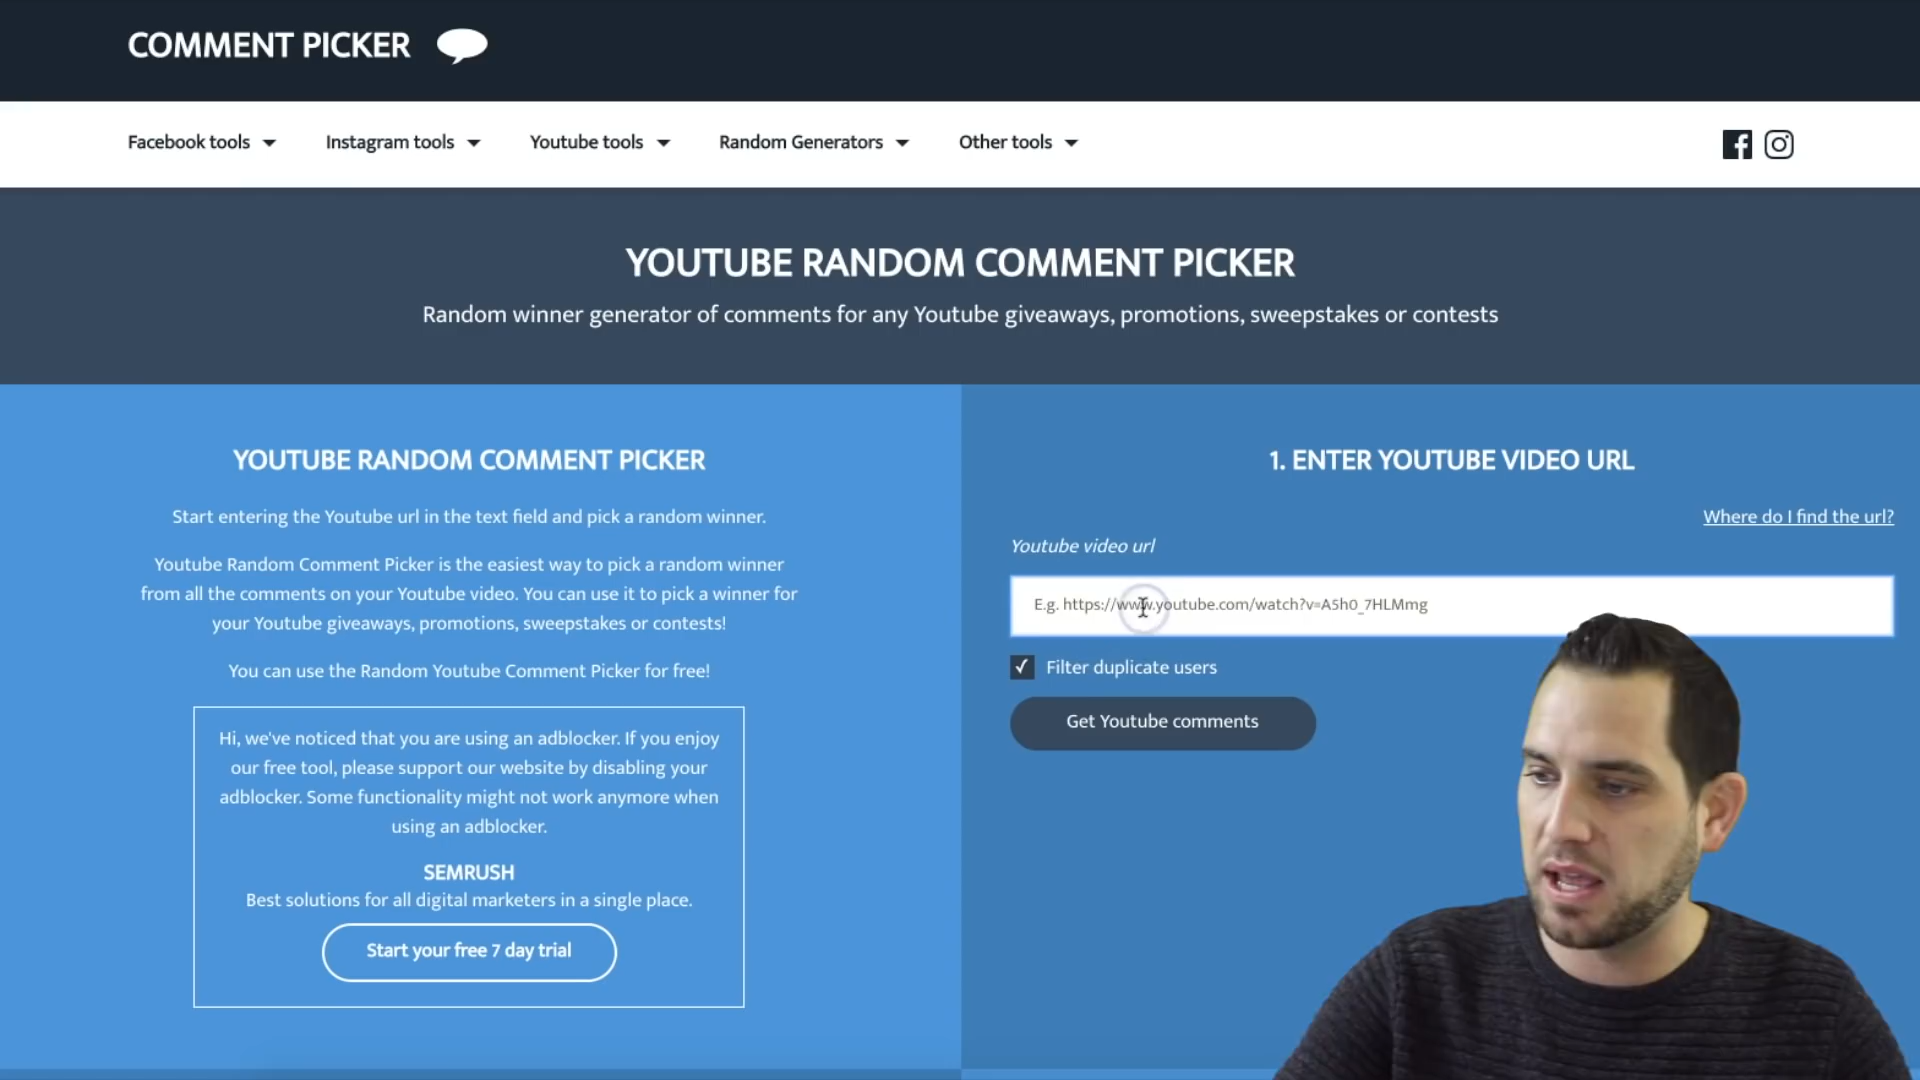 COMMENT PICKER
Facebook tools
Instagram tools
Youtube tools
Random Generators
Other tools
YOUTUBE RANDOM COMMENT PICKER
Random winner generator of comments for any Youtube giveaways, promotions, sweepstakes or contests
YOUTUBE RANDOM COMMENT PICKER
Start entering the Youtube url in the text field and pick a random winner.
Youtube Random Comment Picker is the easiest way to pick a random winner
from all the comments on your Youtube video. You can use it to pick a winner for
your Youtube giveaways, promotions, sweepstakes or contests!
You can use the Random Youtube Comment Picker for free!
Hi, we've noticed that you are using an adblocker. If you enjoy
our free tool, please support our website by disabling your
adblocker. Some functionality might not work anymore when
using an adblocker.
SEMRUSH
Best solutions for all digital marketers in a single place.
Start your free 7 day trial
1. ENTER YOUTUBE VIDEO URL
Where do I find the url?
Youtube video url
E.g. https://www.youtube.com/watch?v=A5h0_7HLMmg
Filter duplicate users
Get Youtube comments